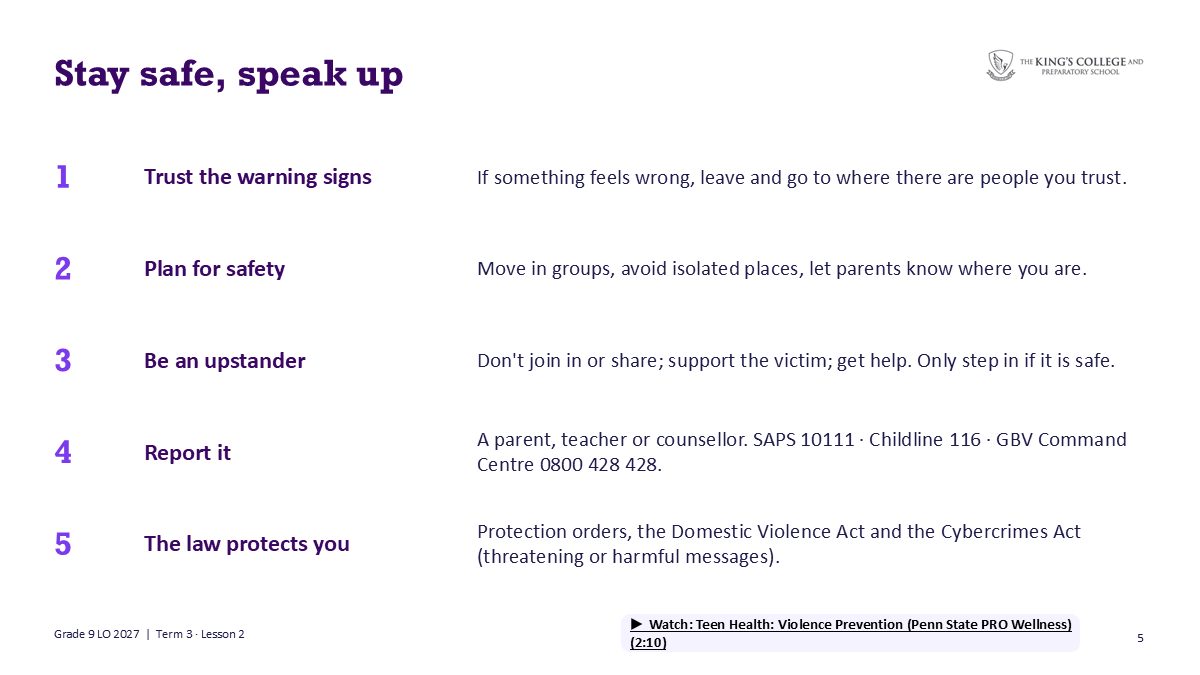 Stay safe, speak up
THE KING'S COLLEGE AND
PREPARATORY SCHOOL
1
Trust the warning signs
If something feels wrong, leave and go to where there are people you trust.
2
Plan for safety
Move in groups, avoid isolated places, let parents know where you are.
3
Be an upstander
Don't join in or share; support the victim; get help. Only step in if it is safe.
4
Report it
A parent, teacher or counsellor. SAPS 10111 · Childline 116 · GBV Command
Centre 0800 428 428.
5
The law protects you
Protection orders, the Domestic Violence Act and the Cybercrimes Act
(threatening or harmful messages).
Grade 9 LO 2027 | Term 3 · Lesson 2
▶ Watch: Teen Health: Violence Prevention (Penn State PRO Wellness)
(2:10)
5